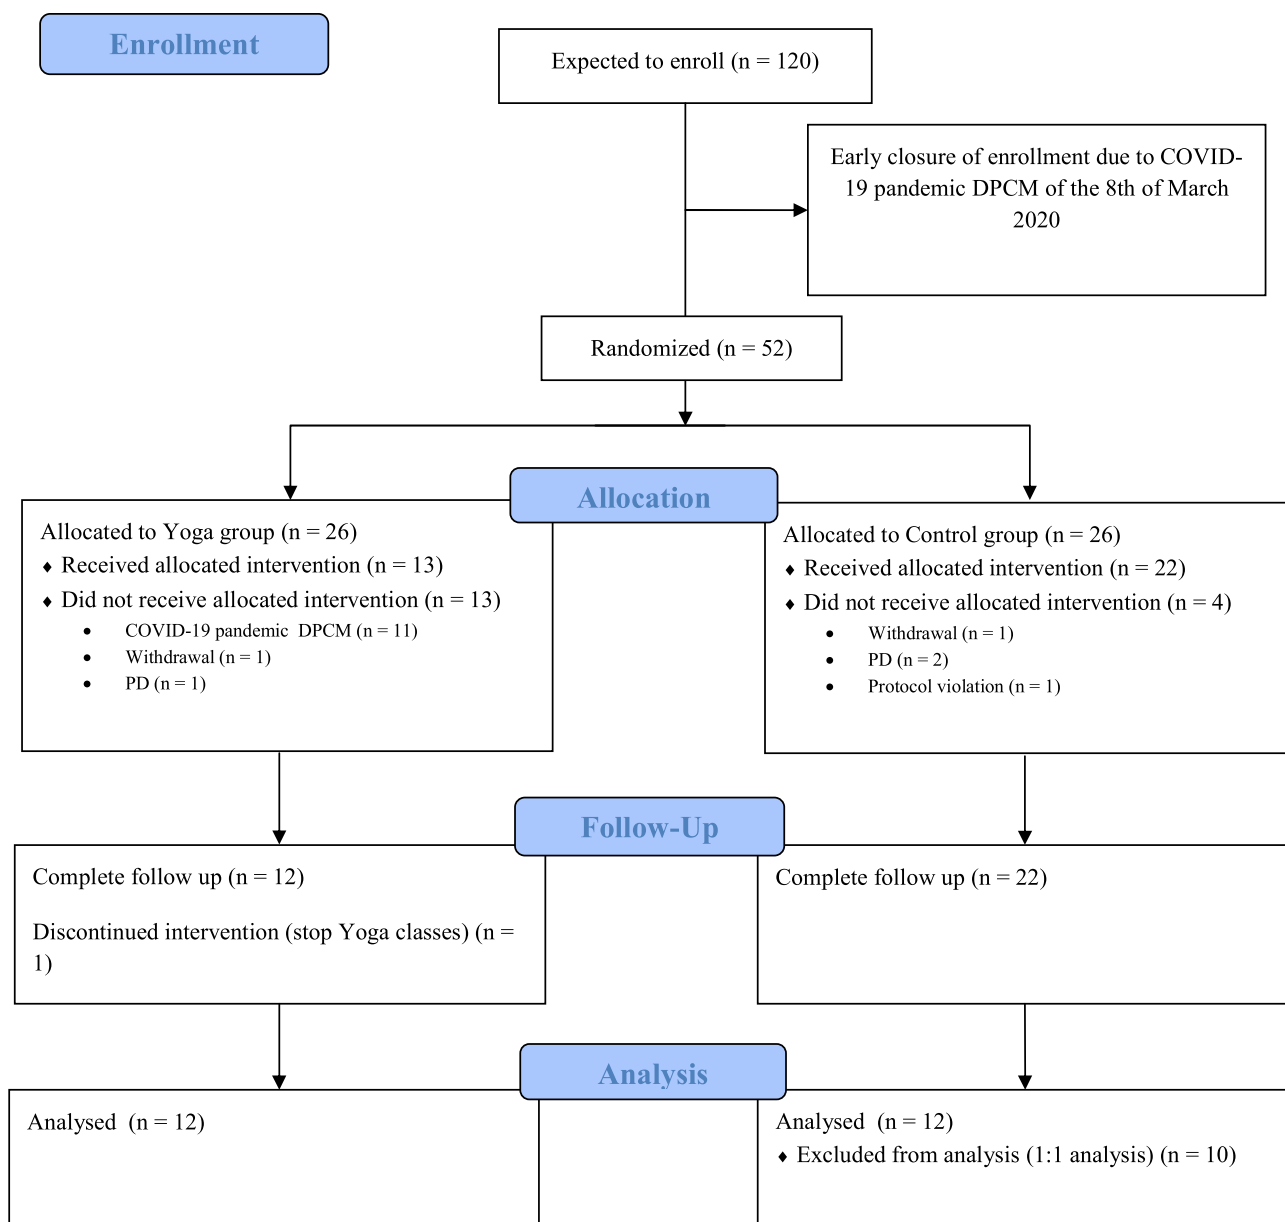 Enrollment
Expected to enroll (n = 120)
Early closure of enrollment due to COVID-
19 pandemic DPCM of the 8th of March
2020
Randomized (n = 52)
Allocation
Allocated to Yoga group (n = 26)
♦ Received allocated intervention (n = 13)
♦ Did not receive allocated intervention (n = 13)
• COVID-19 pandemic DPCM (n = 11)
• Withdrawal (n = 1)
• PD (n = 1)
Allocated to Control group (n = 26)
♦ Received allocated intervention (n = 22)
♦ Did not receive allocated intervention (n = 4)
• Withdrawal (n = 1)
• PD (n = 2)
• Protocol violation (n = 1)
Follow-Up
Complete follow up (n = 12)
Discontinued intervention (stop Yoga classes) (n =
1)
Complete follow up (n = 22)
Analysis
Analysed (n = 12)
Analysed (n = 12)
♦ Excluded from analysis (1:1 analysis) (n = 10)